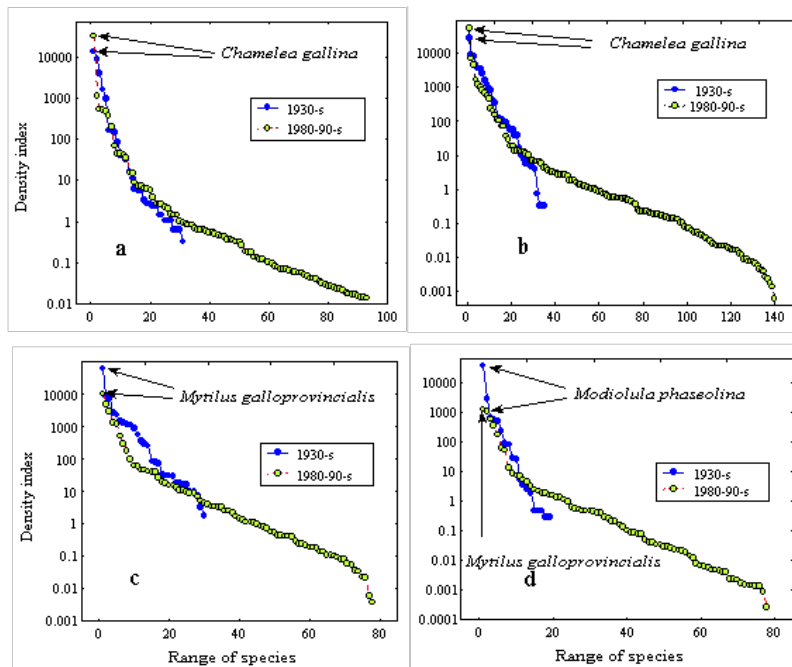 10000
1000
100
10
1
0.1
0.01
Density index
Chamelea gallina
1930-s
1980-90-s
a
0 20 40 60 80 100
10000
1000
100
10
1
0.1
0.01
0.001
Chamelea gallina
1930-s
1980-90-s
b
0 20 40 60 80 100 120 140
10000
1000
100
10
1
0.1
0.01
0.001
Density index
Mytilus galloprovincialis
1930-s
1980-90-s
c
0 20 40 60 80
Range of species
10000
1000
100
10
1
0.1
0.01
0.001
0.0001
Modiolula phaseolina
1930-s
1980-90-s
Mytilus galloprovincialis
d
0 20 40 60 80
Range of species